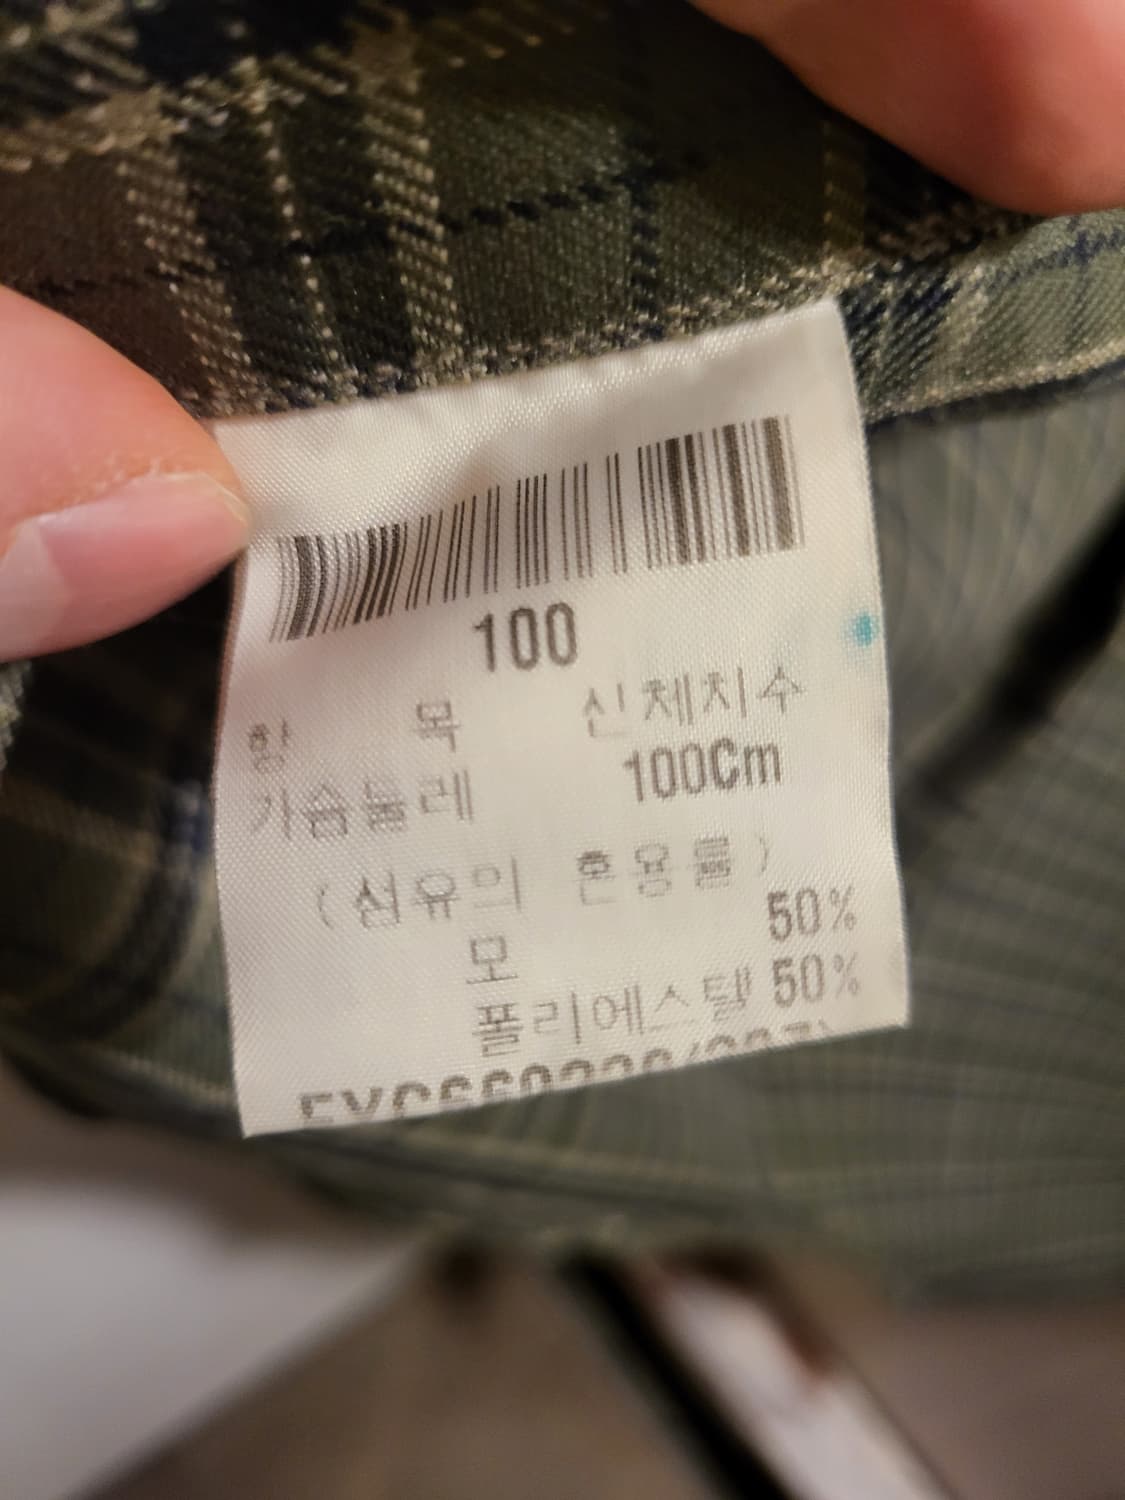 100
항 목 신체치수
가슴둘레 100Cm
(섬유의 혼용률)
모 50%
폴리에스텔 50%